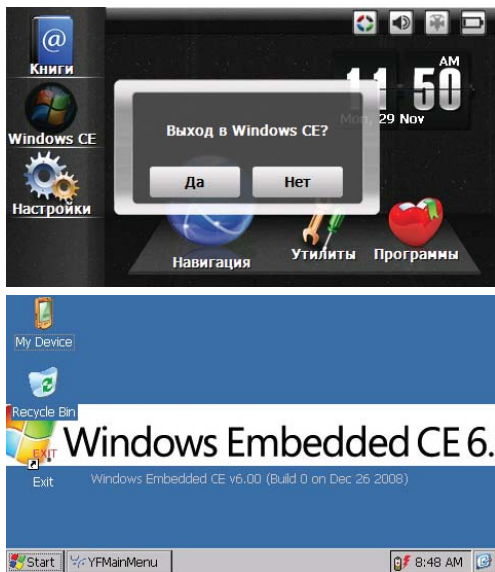 @
Книги
Windows CE
Настройки
AM
11 50
Mon, 29 Nov
Выход в Windows CE?
Да
Нет
Навигация
Утилиты
Программы
My Device
Recycle Bin
EXIT
Exit
Windows Embedded CE 6.
Windows Embedded CE v6.00 (Build 0 on Dec 26 2008)
Start
YFMainMenu
8:48 AM